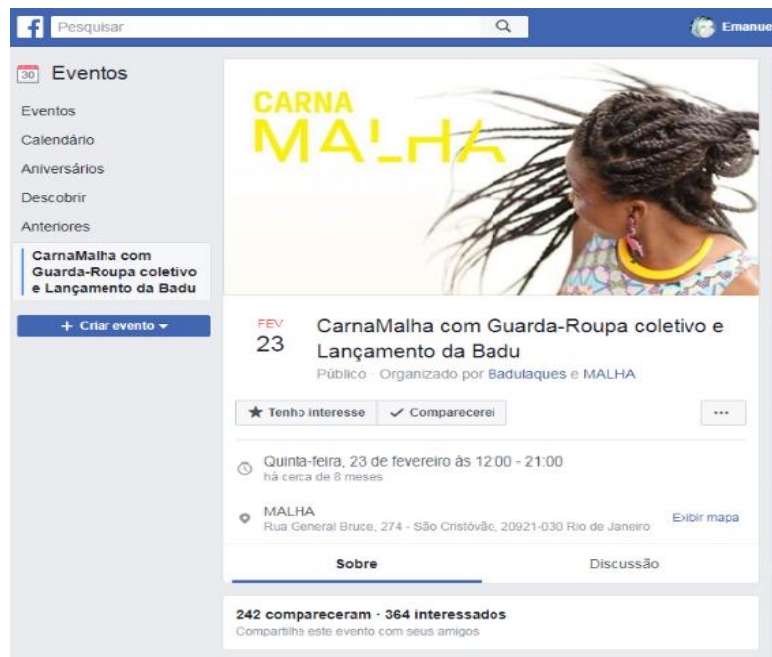 Pesquisar
Emanue
30 Eventos
Eventos
Calendário
Aniversários
Descobrir
Anteriores
CarnaMalha com
Guarda-Roupa coletivo
e Lançamento da Badu
+ Criar evento
CARNA
MALHA
FEV
23
CarnaMalha com Guarda-Roupa coletivo e
Lançamento da Badu
Público · Organizado por Badulaques e MALHA
Tenho interesse
Comparecerei
...
Quinta-feira, 23 de fevereiro às 12:00 - 21:00
há cerca de 8 meses
MALHA
Rua General Bruce, 274 - São Cristóvão, 20921-030 Rio de Janeiro
Exibir mapa
Sobre
Discussão
242 compareceram · 364 interessados
Compartilhe este evento com seus amigos